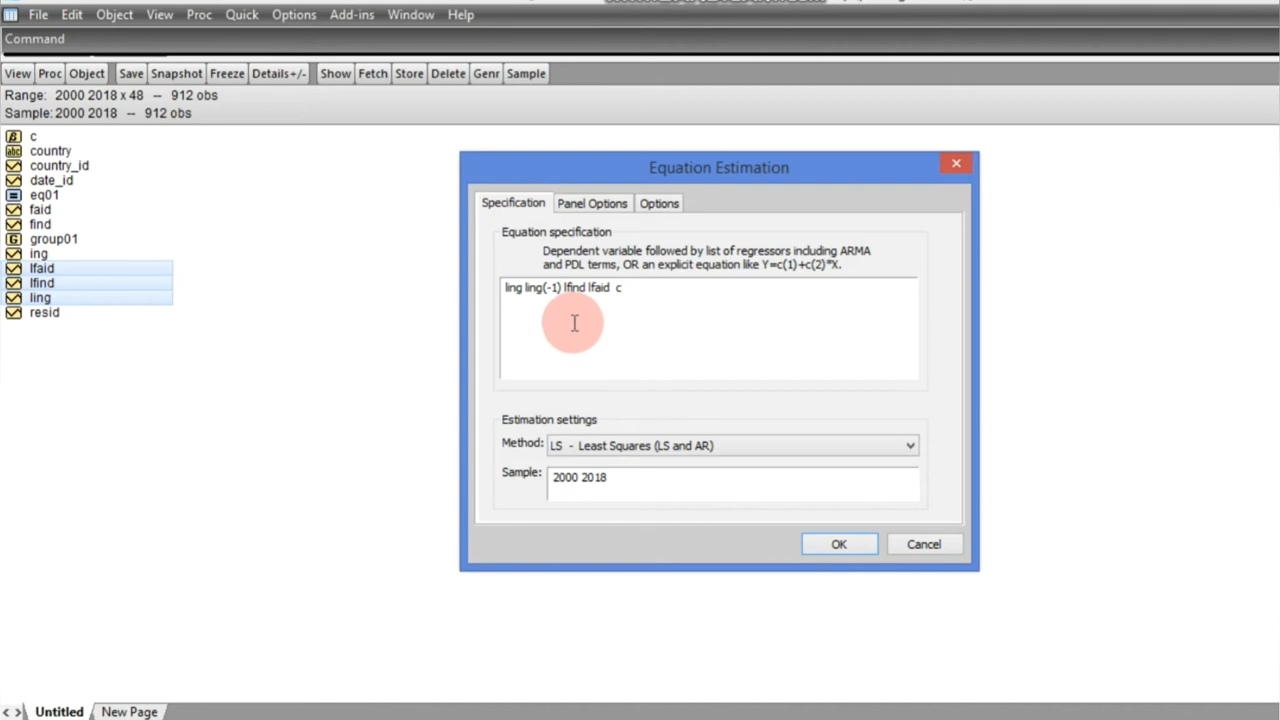 File Edit Object View Proc Quick Options Add-ins Window Help
Command
View Proc Object Save Snapshot Freeze Details+/- Show Fetch Store Delete Genr Sample
Range: 2000 2018 x 48 -- 912 obs
Sample: 2000 2018 -- 912 obs
c
abc country
country_id
date_id
eq01
faid
find
G group01
ing
lfaid
lfind
ling
resid
Equation Estimation
Specification Panel Options Options
Equation specification
Dependent variable followed by list of regressors including ARMA
and PDL terms, OR an explicit equation like Y=c(1)+c(2)*X.
ling ling(-1) lfind lfaid c
Estimation settings
Method: LS - Least Squares (LS and AR)
Sample: 2000 2018
OK Cancel
Untitled New Page